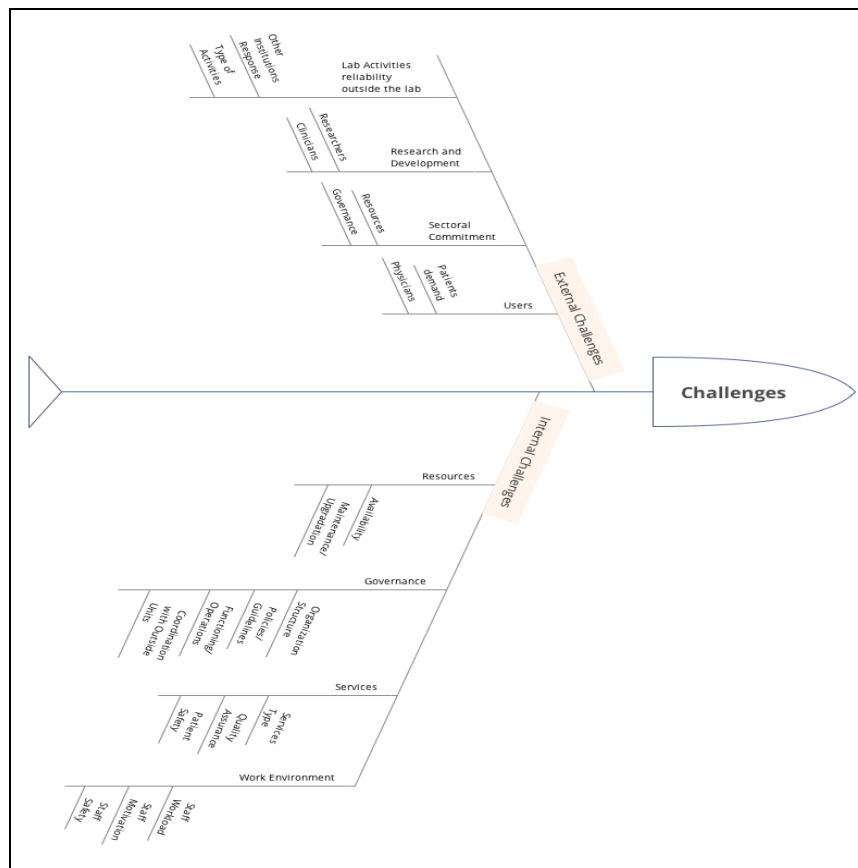 Other
Institutions
Response
Type of
Activities
Lab Activities
reliability
outside the lab
Researchers
Clinicians
Research and
Development
Resources
Governance
Sectoral
Commitment
Patients
demand
Physicians
Users
External Challenges
Challenges
Internal Challenges
Resources
Availability
Maintenance/
Upgradation
Governance
Organization
Structure
Policies/
Guidelines
Functioning/
Operations
Coordination
with Outside
Units
Services
Services
Type
Quality
Assurance
Patient
Safety
Work Environment
Staff
Workload
Staff
Motivation
Staff
Safety